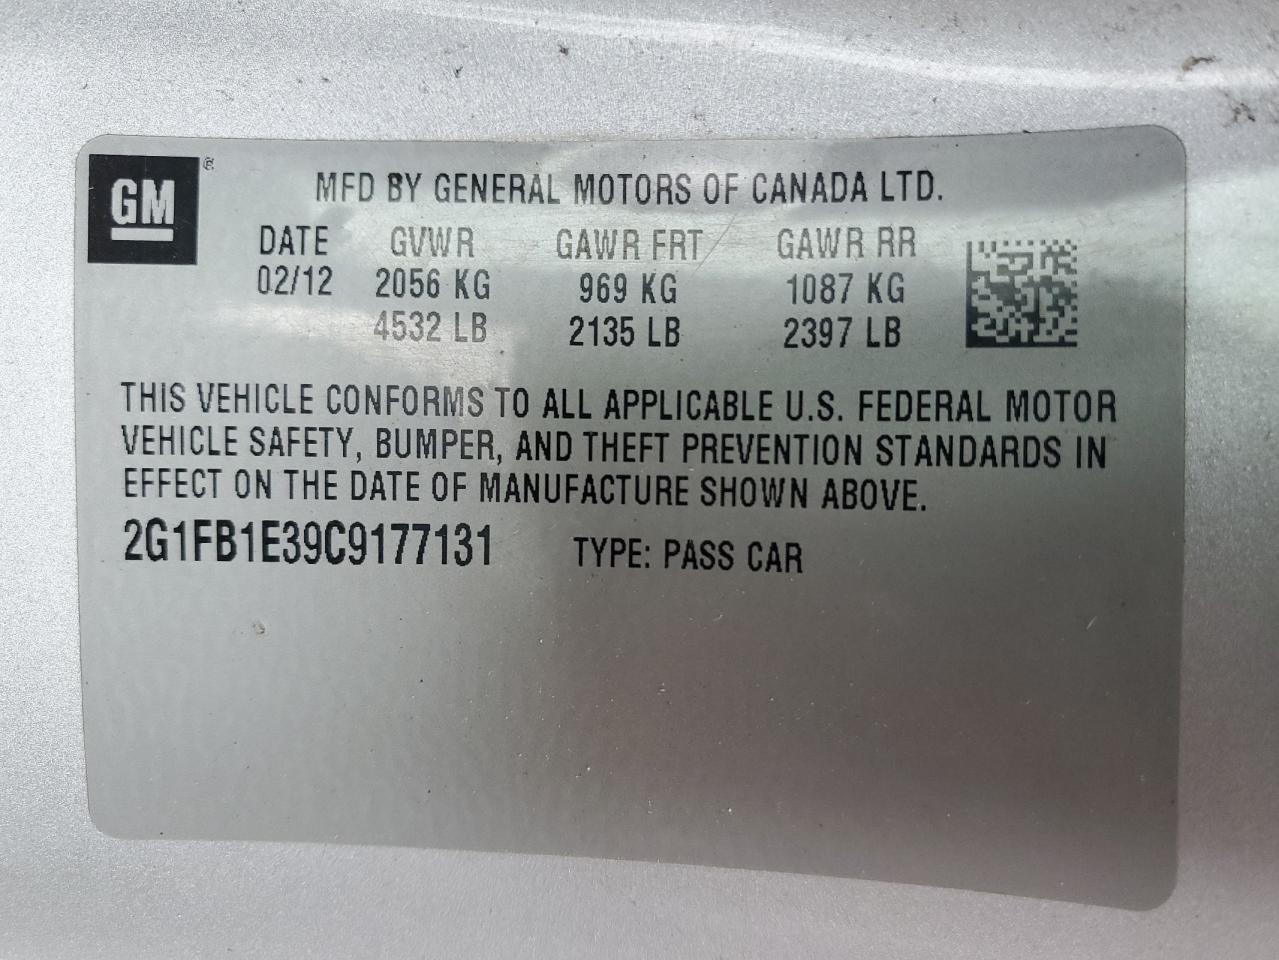 GM®
MFD BY GENERAL MOTORS OF CANADA LTD.
DATE GVWR GAWR FRT GAWR RR
02/12 2056 KG 969 KG 1087 KG
4532 LB 2135 LB 2397 LB
THIS VEHICLE CONFORMS TO ALL APPLICABLE U.S. FEDERAL MOTOR
VEHICLE SAFETY, BUMPER, AND THEFT PREVENTION STANDARDS IN
EFFECT ON THE DATE OF MANUFACTURE SHOWN ABOVE.
2G1FB1E39C9177131 TYPE: PASS CAR